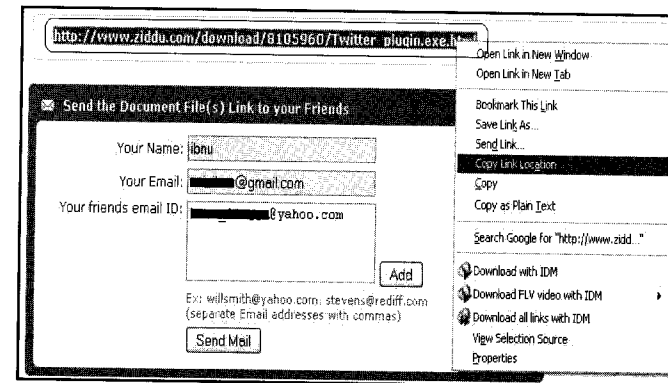 http://www.ziddu.com/download/8105960/Twitter_plugin.exe.html
Send the Document File(s) Link to your Friends
Your Name: ibnu
Your Email: @gmail.com
Your friends email ID: @yahoo.com
Add
Ex: willsmith@yahoo.com, stevens@rediff.com
(separate Email addresses with commas)
Send Mail
Open Link in New Window
Open Link in New Tab
Bookmark This Link
Save Link As...
Send Link...
Copy Link Location
Copy
Copy as Plain Text
Search Google for "http://www.zidd..."
Download with IDM
Download FLV video with IDM
Download all links with IDM
View Selection Source
Properties